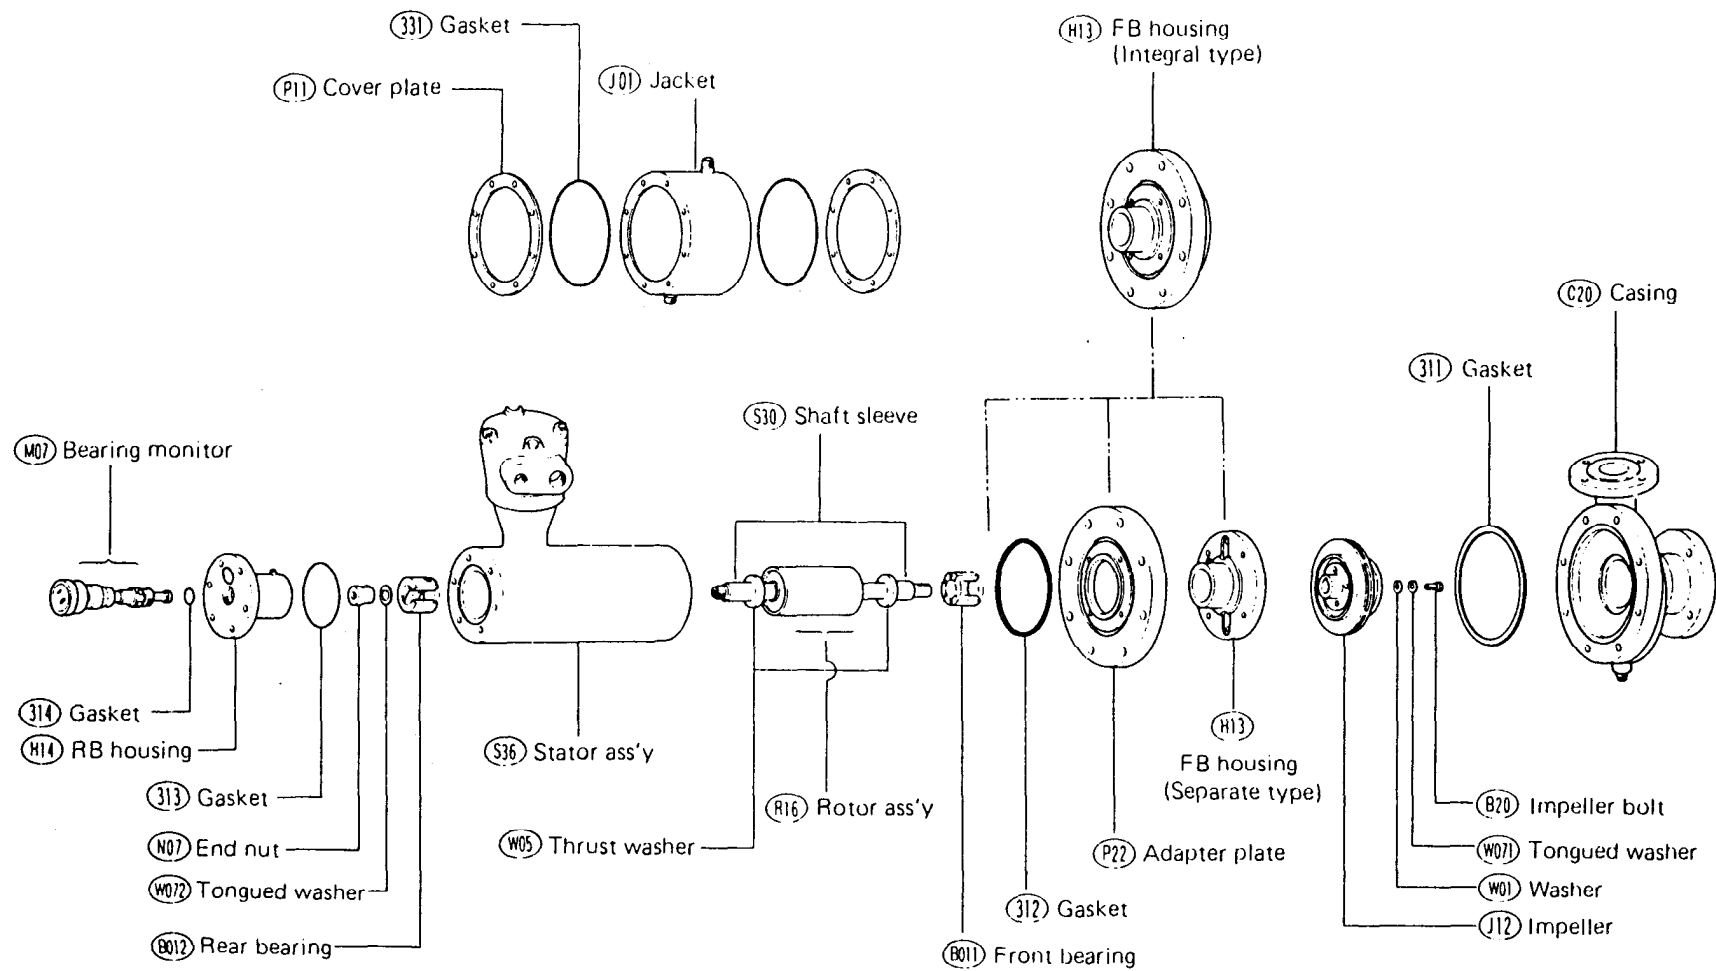 331 Gasket
H13 FB housing
(Integral type)
P11 Cover plate
J01 Jacket
C20 Casing
311 Gasket
S30 Shaft sleeve
M07 Bearing monitor
314 Gasket
H14 RB housing
S36 Stator ass'y
H13
FB housing
(Separate type)
313 Gasket
R16 Rotor ass'y
B20 Impeller bolt
N07 End nut
W05 Thrust washer
P22 Adapter plate
W071 Tongued washer
W072 Tongued washer
W01 Washer
312 Gasket
J12 Impeller
B012 Rear bearing
B011 Front bearing